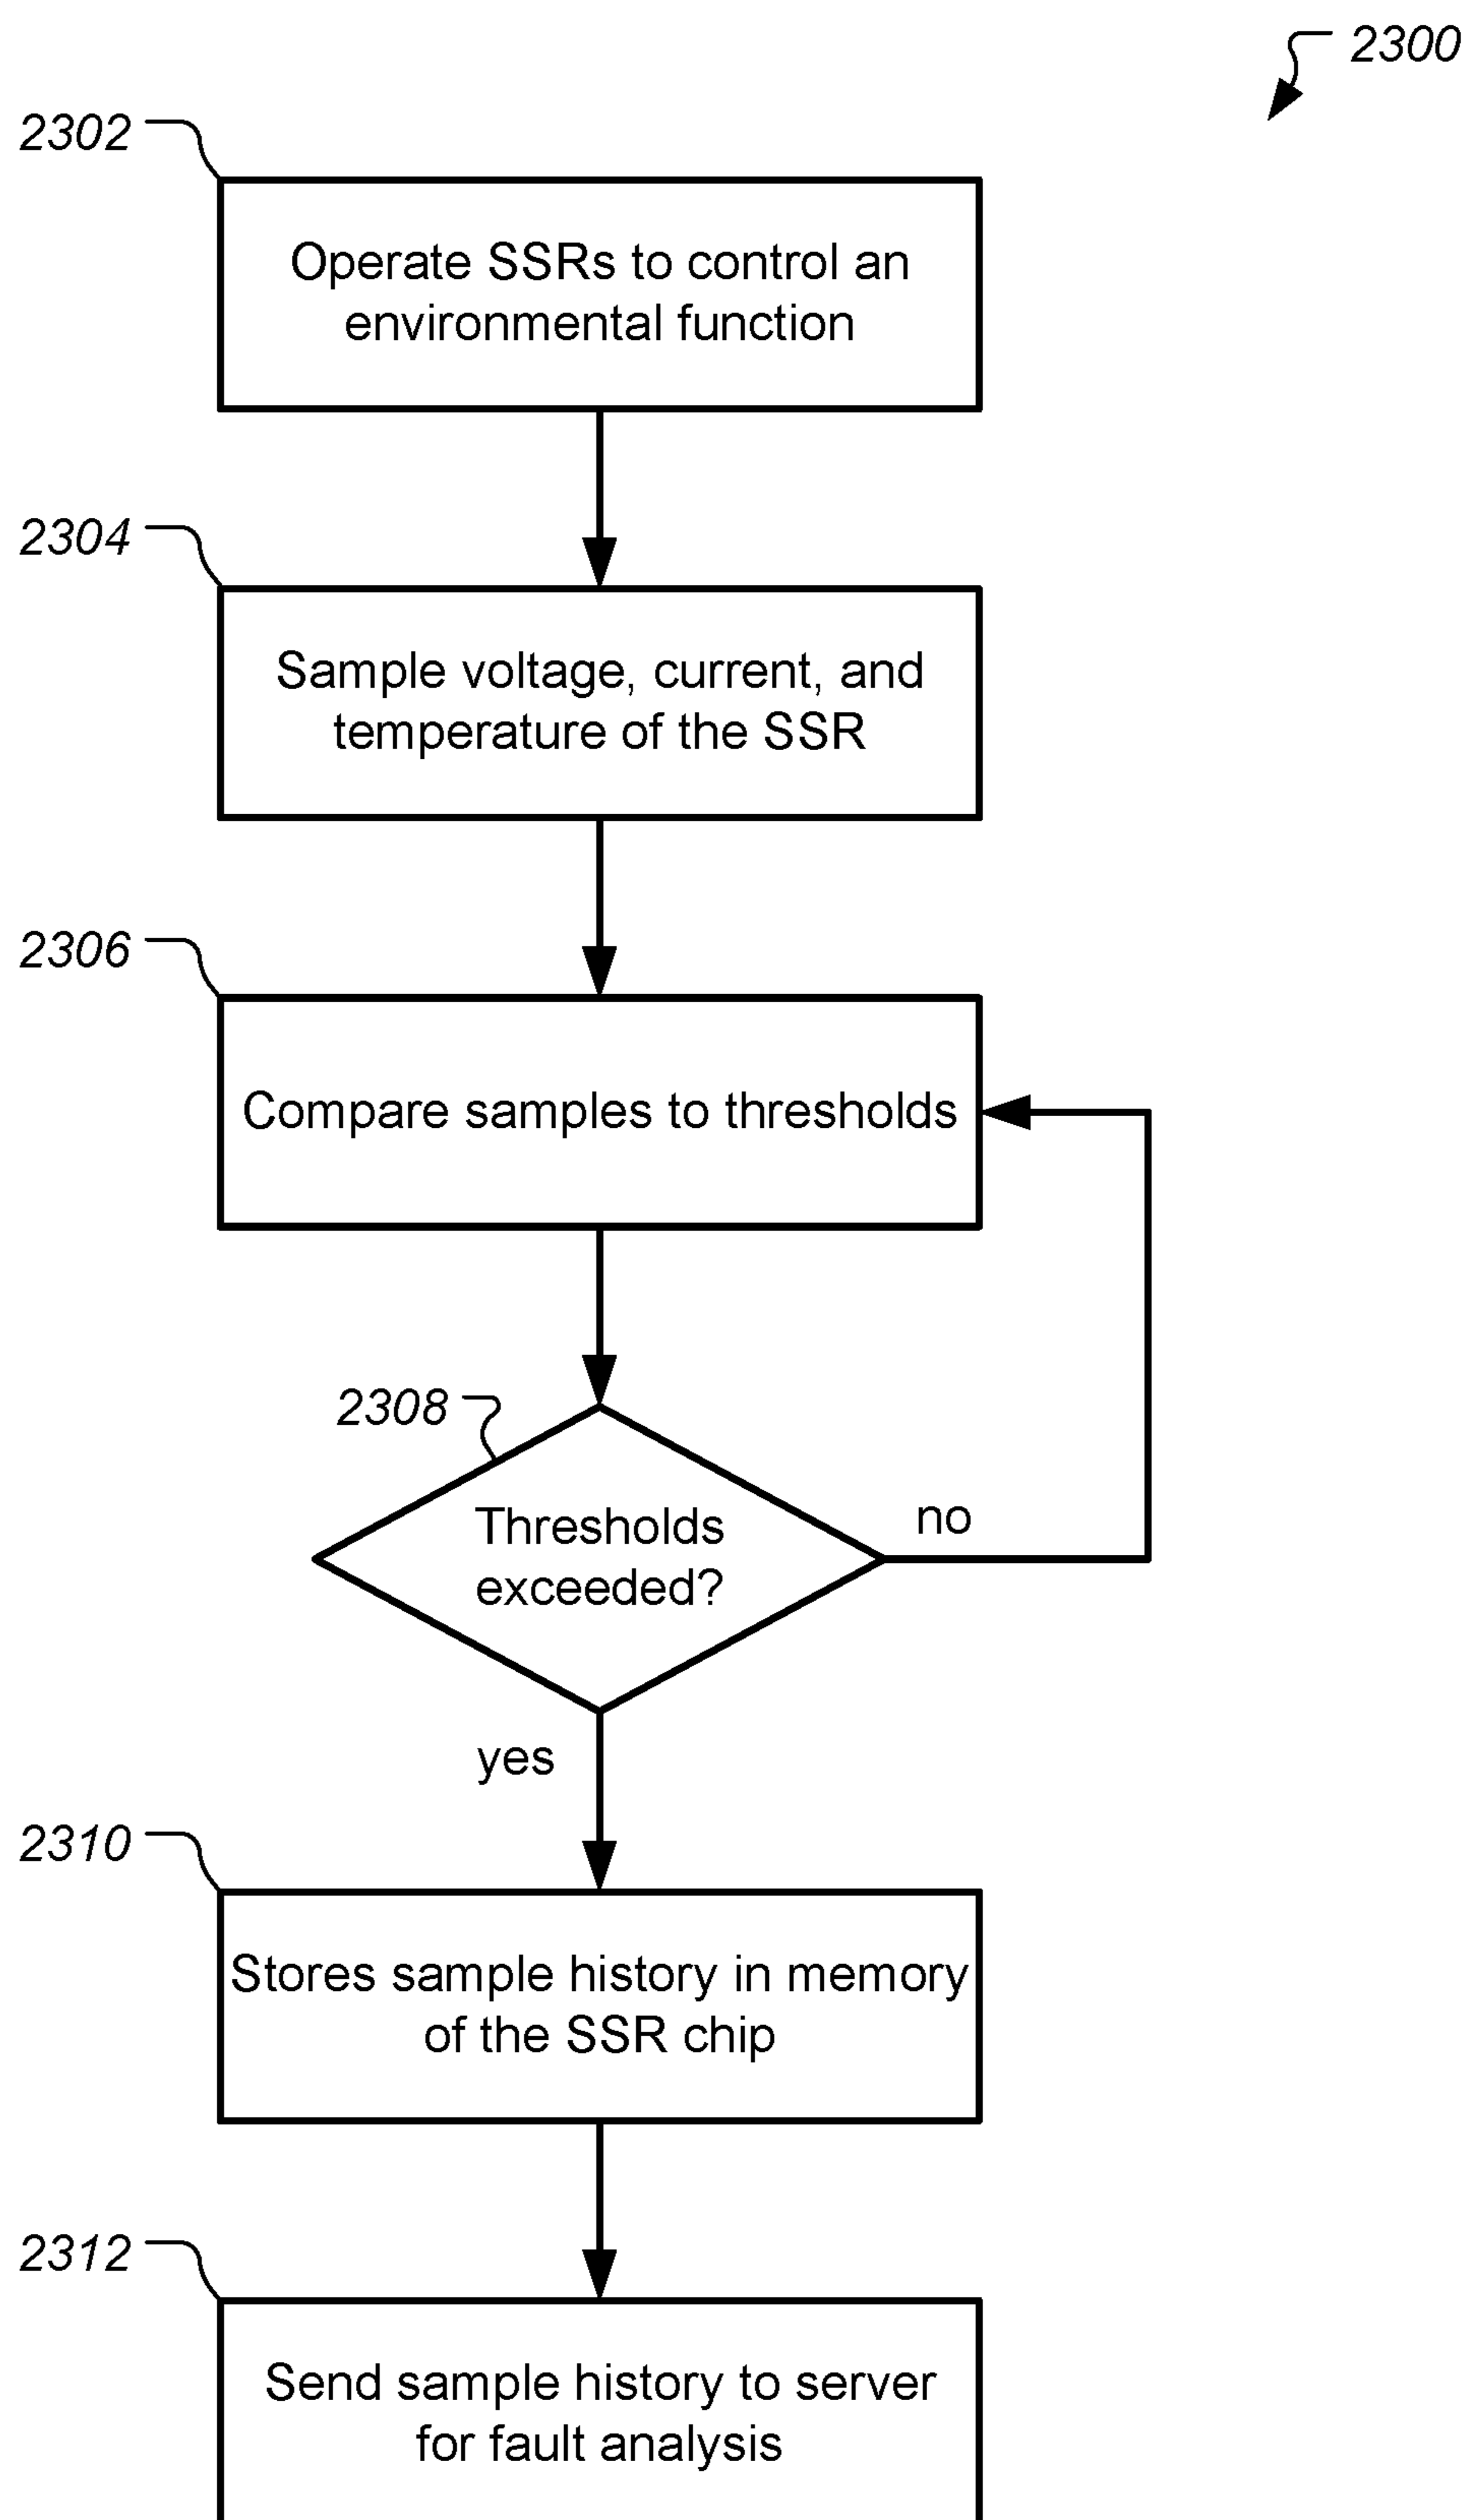 2300
2302
Operate SSRs to control an
environmental function
2304
Sample voltage, current, and
temperature of the SSR
2306
Compare samples to thresholds
2308
Thresholds
exceeded?
no
yes
2310
Stores sample history in memory
of the SSR chip
2312
Send sample history to server
for fault analysis